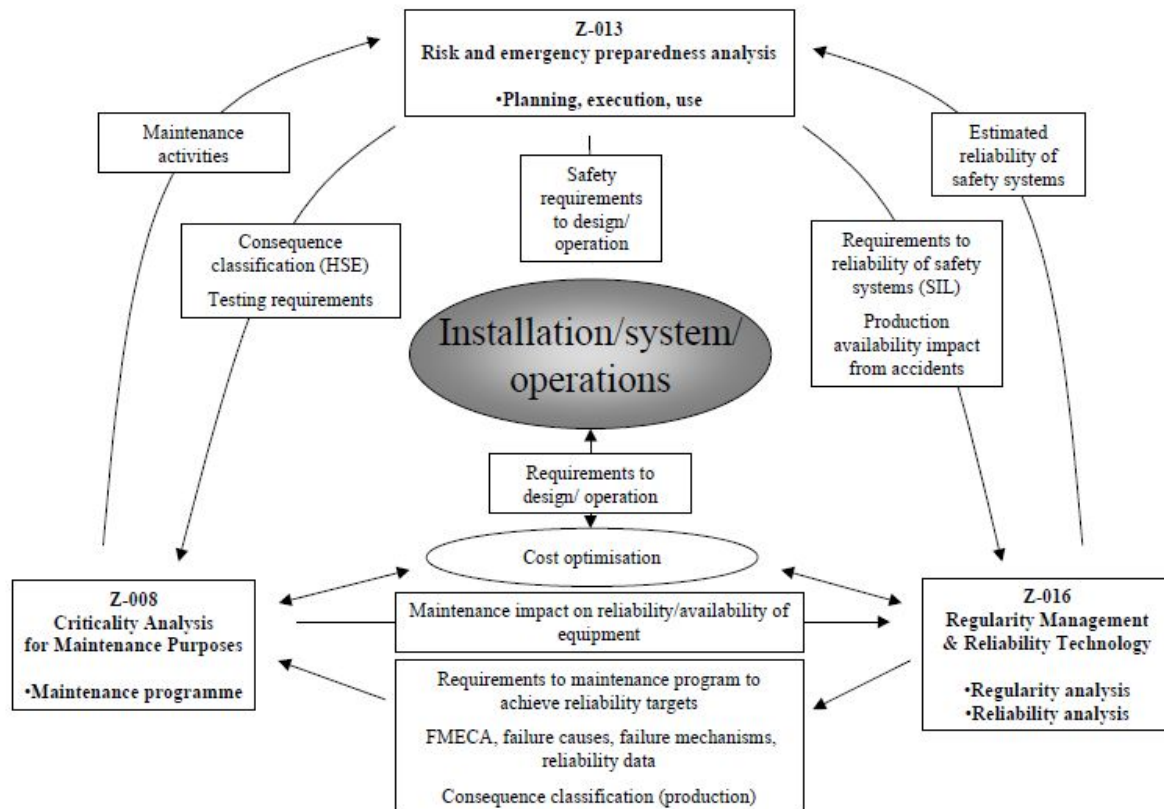 Z-013
Risk and emergency preparedness analysis
•Planning, execution, use
Maintenance
activities
Estimated
reliability of
safety systems
Safety
requirements
to design/
operation
Consequence
classification (HSE)
Testing requirements
Requirements to
reliability of safety
systems (SIL)
Production
availability impact
from accidents
Installation/system/
operations
Requirements to
design/ operation
Cost optimisation
Z-008
Criticality Analysis
for Maintenance Purposes
•Maintenance programme
Maintenance impact on reliability/availability of
equipment
Z-016
Regularity Management
& Reliability Technology
•Regularity analysis
•Reliability analysis
Requirements to maintenance program to
achieve reliability targets
FMECA, failure causes, failure mechanisms,
reliability data
Consequence classification (production)